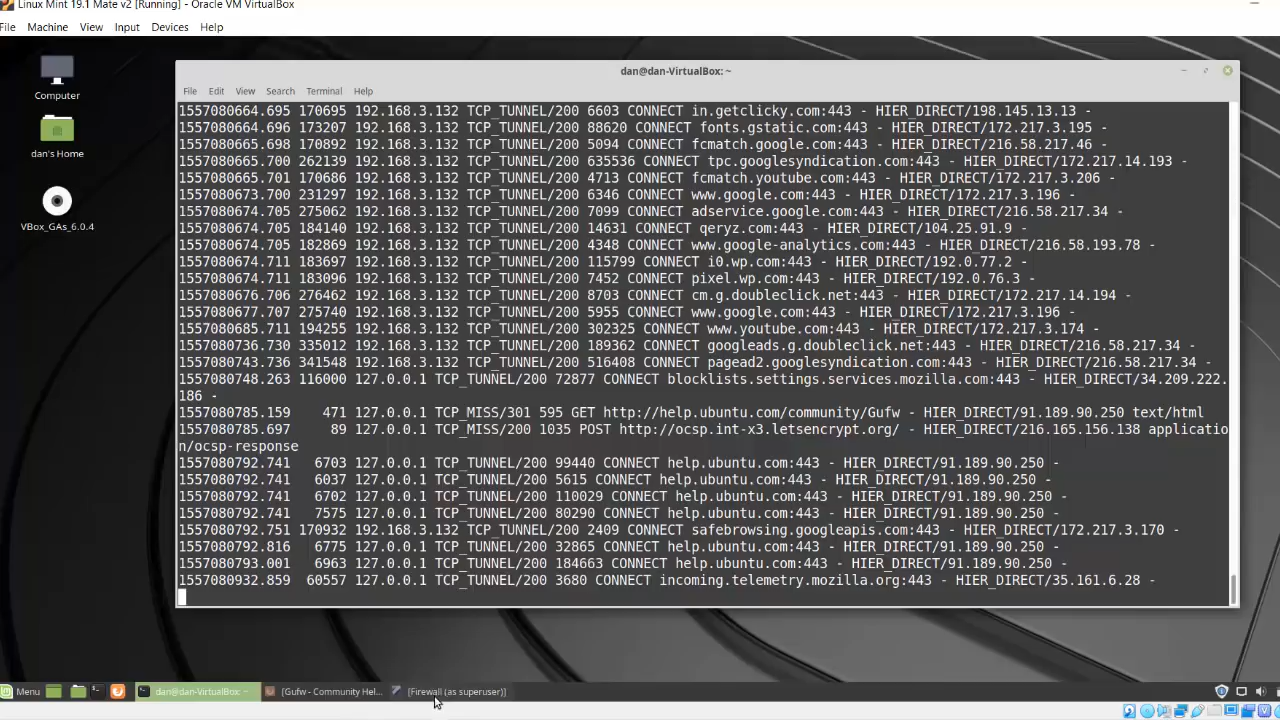 Linux Mint 19.1 Mate v2 [Running] - Oracle VM VirtualBox
File Machine View Input Devices Help
Computer
dan's Home
VBox_GAs_6.0.4
dan@dan-VirtualBox: ~
File Edit View Search Terminal Help
1557080664.695 170695 192.168.3.132 TCP_TUNNEL/200 6603 CONNECT in.getclicky.com:443 - HIER_DIRECT/198.145.13.13 -
1557080664.696 173207 192.168.3.132 TCP_TUNNEL/200 88620 CONNECT fonts.gstatic.com:443 - HIER_DIRECT/172.217.3.195 -
1557080665.698 170892 192.168.3.132 TCP_TUNNEL/200 5094 CONNECT fcmatch.google.com:443 - HIER_DIRECT/216.58.217.46 -
1557080665.700 262139 192.168.3.132 TCP_TUNNEL/200 635536 CONNECT tpc.googlesyndication.com:443 - HIER_DIRECT/172.217.14.193 -
1557080665.701 170686 192.168.3.132 TCP_TUNNEL/200 4713 CONNECT fcmatch.youtube.com:443 - HIER_DIRECT/172.217.3.206 -
1557080673.700 231297 192.168.3.132 TCP_TUNNEL/200 6346 CONNECT www.google.com:443 - HIER_DIRECT/172.217.3.196 -
1557080674.705 275062 192.168.3.132 TCP_TUNNEL/200 7099 CONNECT adservice.google.com:443 - HIER_DIRECT/216.58.217.34 -
1557080674.705 184140 192.168.3.132 TCP_TUNNEL/200 14631 CONNECT qeryz.com:443 - HIER_DIRECT/104.25.91.9 -
1557080674.705 182869 192.168.3.132 TCP_TUNNEL/200 4348 CONNECT www.google-analytics.com:443 - HIER_DIRECT/216.58.193.78 -
1557080674.711 183697 192.168.3.132 TCP_TUNNEL/200 115799 CONNECT i0.wp.com:443 - HIER_DIRECT/192.0.77.2 -
1557080674.711 183096 192.168.3.132 TCP_TUNNEL/200 7452 CONNECT pixel.wp.com:443 - HIER_DIRECT/192.0.76.3 -
1557080676.706 276462 192.168.3.132 TCP_TUNNEL/200 8703 CONNECT cm.g.doubleclick.net:443 - HIER_DIRECT/172.217.14.194 -
1557080677.707 275740 192.168.3.132 TCP_TUNNEL/200 5955 CONNECT www.google.com:443 - HIER_DIRECT/172.217.3.196 -
1557080685.711 194255 192.168.3.132 TCP_TUNNEL/200 302325 CONNECT www.youtube.com:443 - HIER_DIRECT/172.217.3.174 -
1557080736.730 335012 192.168.3.132 TCP_TUNNEL/200 189362 CONNECT googleads.g.doubleclick.net:443 - HIER_DIRECT/216.58.217.34 -
1557080743.736 341548 192.168.3.132 TCP_TUNNEL/200 516408 CONNECT pagead2.googlesyndication.com:443 - HIER_DIRECT/216.58.217.34 -
1557080748.263 116000 127.0.0.1 TCP_TUNNEL/200 72877 CONNECT blocklists.settings.services.mozilla.com:443 - HIER_DIRECT/34.209.222.
186 -
1557080785.159 471 127.0.0.1 TCP_MISS/301 595 GET http://help.ubuntu.com/community/Gufw - HIER_DIRECT/91.189.90.250 text/html
1557080785.697 89 127.0.0.1 TCP_MISS/200 1035 POST http://ocsp.int-x3.letsencrypt.org/ - HIER_DIRECT/216.165.156.138 applicatio
n/ocsp-response
1557080792.741 6703 127.0.0.1 TCP_TUNNEL/200 99440 CONNECT help.ubuntu.com:443 - HIER_DIRECT/91.189.90.250 -
1557080792.741 6037 127.0.0.1 TCP_TUNNEL/200 5615 CONNECT help.ubuntu.com:443 - HIER_DIRECT/91.189.90.250 -
1557080792.741 6702 127.0.0.1 TCP_TUNNEL/200 110029 CONNECT help.ubuntu.com:443 - HIER_DIRECT/91.189.90.250 -
1557080792.741 7575 127.0.0.1 TCP_TUNNEL/200 80290 CONNECT help.ubuntu.com:443 - HIER_DIRECT/91.189.90.250 -
1557080792.751 170932 192.168.3.132 TCP_TUNNEL/200 2409 CONNECT safebrowsing.googleapis.com:443 - HIER_DIRECT/172.217.3.170 -
1557080792.816 6775 127.0.0.1 TCP_TUNNEL/200 32865 CONNECT help.ubuntu.com:443 - HIER_DIRECT/91.189.90.250 -
1557080793.001 6963 127.0.0.1 TCP_TUNNEL/200 184663 CONNECT help.ubuntu.com:443 - HIER_DIRECT/91.189.90.250 -
1557080932.859 60557 127.0.0.1 TCP_TUNNEL/200 3680 CONNECT incoming.telemetry.mozilla.org:443 - HIER_DIRECT/35.161.6.28 -
Menu dan@dan-VirtualBox: ~ [Gufw - Community Hel... [Firewall (as superuser)]